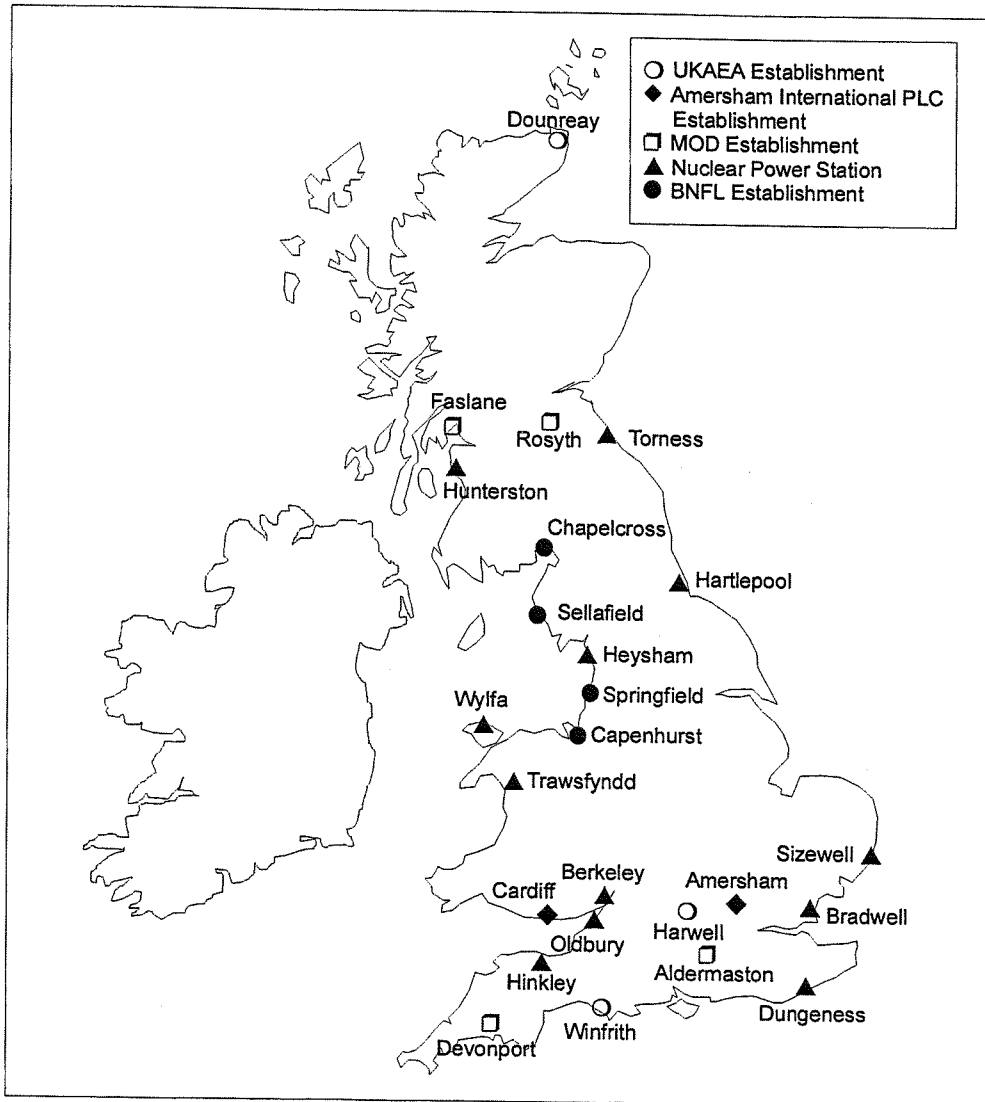 UKAEA Establishment
Amersham International PLC
Establishment
MOD Establishment
Nuclear Power Station
BNFL Establishment
Dounreay
Faslane
Rosyth
Torness
Hunterston
Chapelcross
Hartlepool
Sellafield
Heysham
Springfield
Wylfa
Capenhurst
Trawsfyndd
Sizewell
Berkeley
Amersham
Cardiff
Bradwell
Harwell
Oldbury
Aldermaston
Hinkley
Dungeness
Winfrith
Devonport